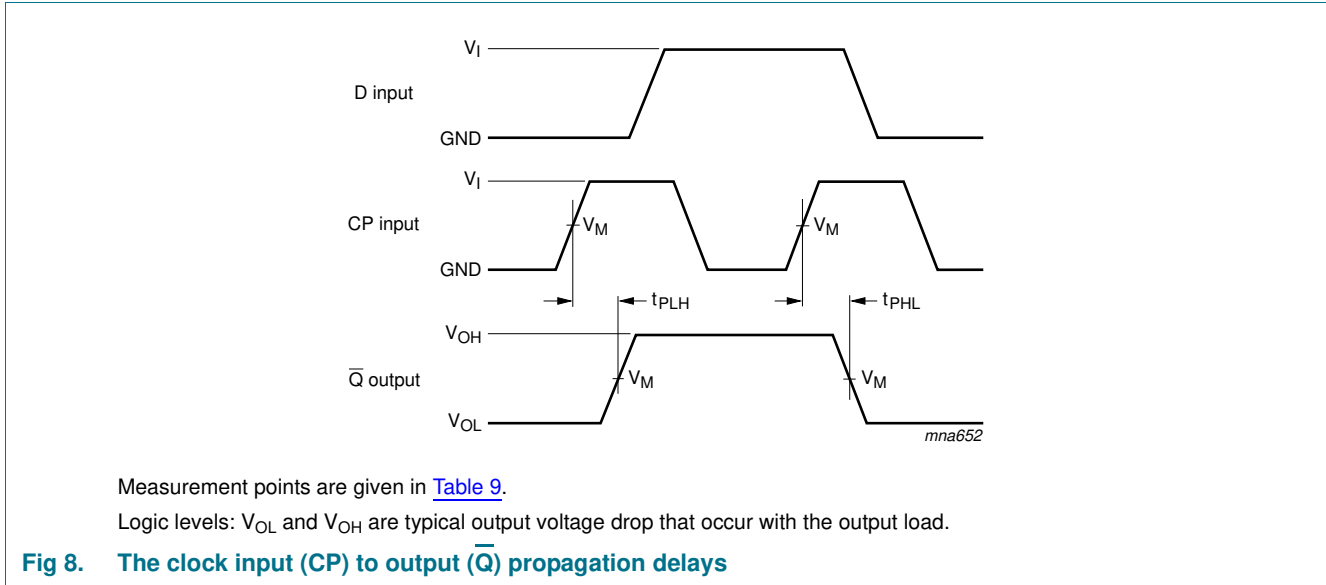 V_I
D input
GND
V_I
CP input
V_M
V_M
GND
t_PLH
t_PHL
V_OH
Q̅ output
V_M
V_M
V_OL
mna652
Measurement points are given in Table 9.
Logic levels: V_OL and V_OH are typical output voltage drop that occur with the output load.
Fig 8. The clock input (CP) to output (Q̅) propagation delays